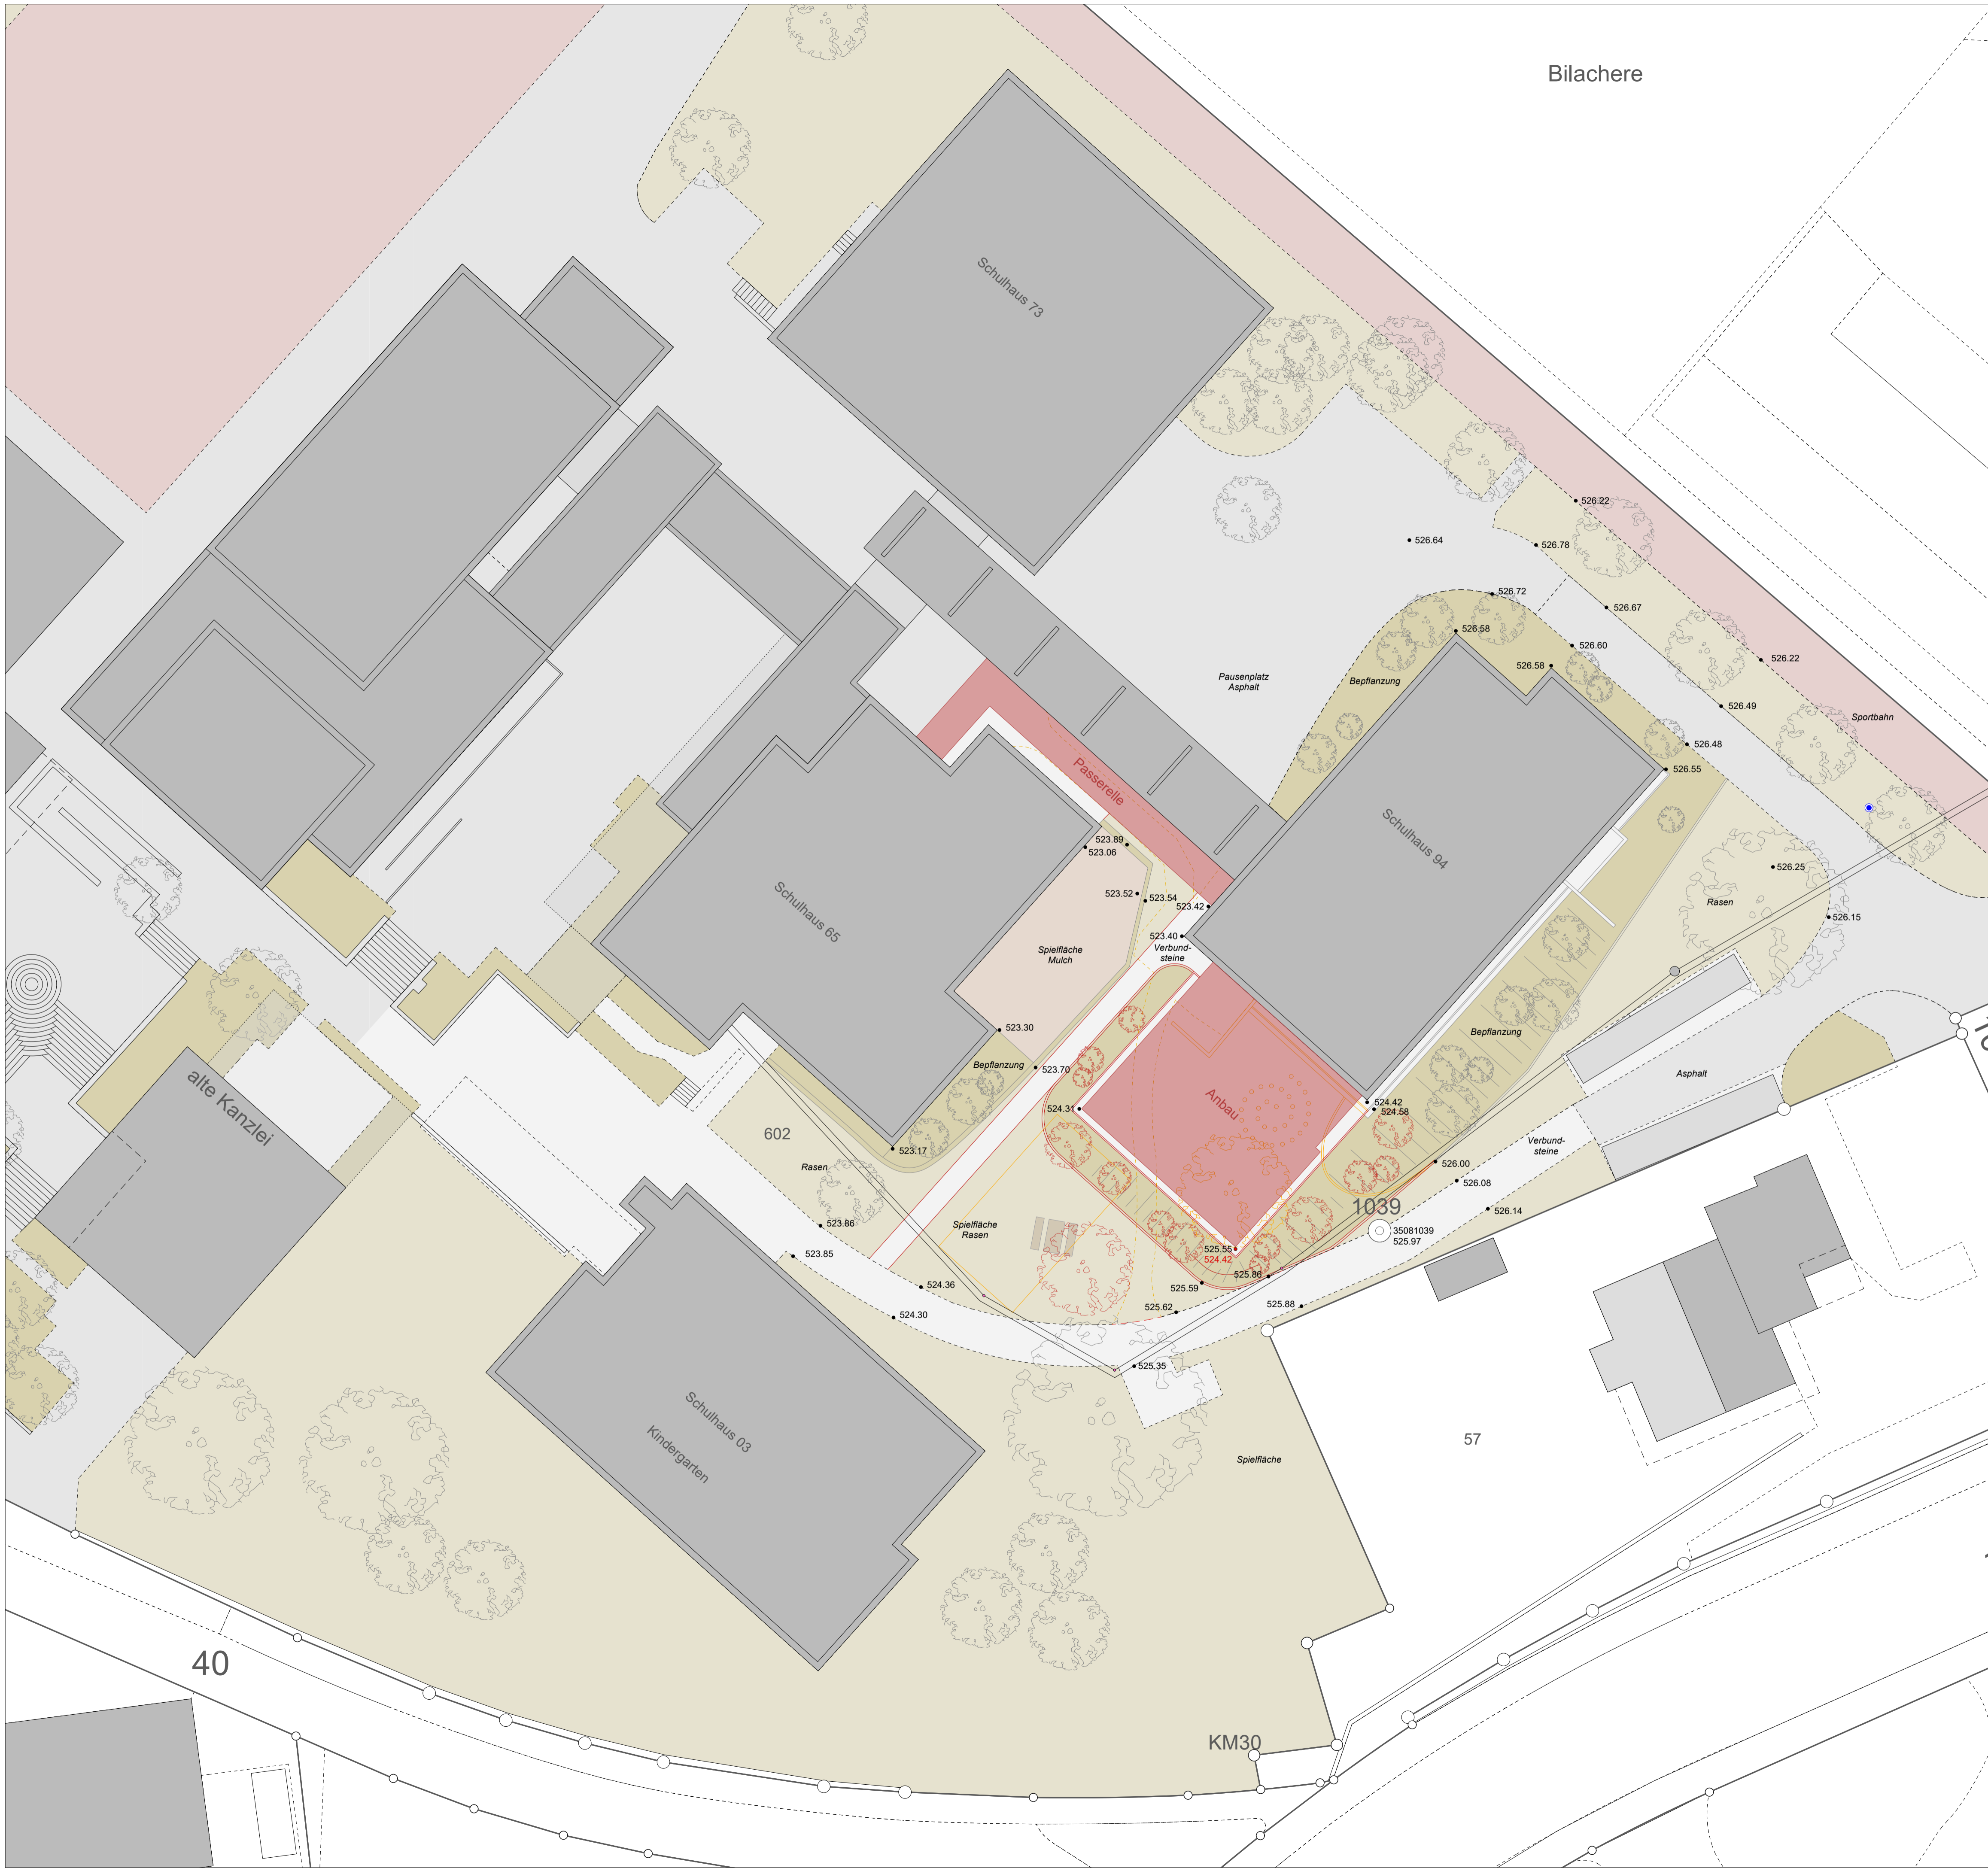 Bilachere
Schulhaus 73
526.22
526.64
526.78
526.72
526.67
526.58
526.60
526.58
526.22
Pausenplatz
Asphalt
Bepflanzung
526.49
Sportbahn
526.48
526.55
Passerelle
Schulhaus 94
523.89
523.06
526.25
523.52
523.54
523.42
Rasen
526.15
Schulhaus 65
523.40
Verbund-
steine
Spielfläche
Mulch
523.30
Bepflanzung
Bepflanzung
523.70
Asphalt
alte Kanzlei
Anbau
524.31
524.42
524.58
602
523.17
Verbund-
steine
Rasen
526.00
526.08
1039
523.86
Spielfläche
Rasen
526.14
35081039
525.97
525.55
524.42
523.85
525.86
524.36
525.59
525.62
525.88
524.30
525.35
Schulhaus 03
Kindergarten
57
Spielfläche
40
KM30